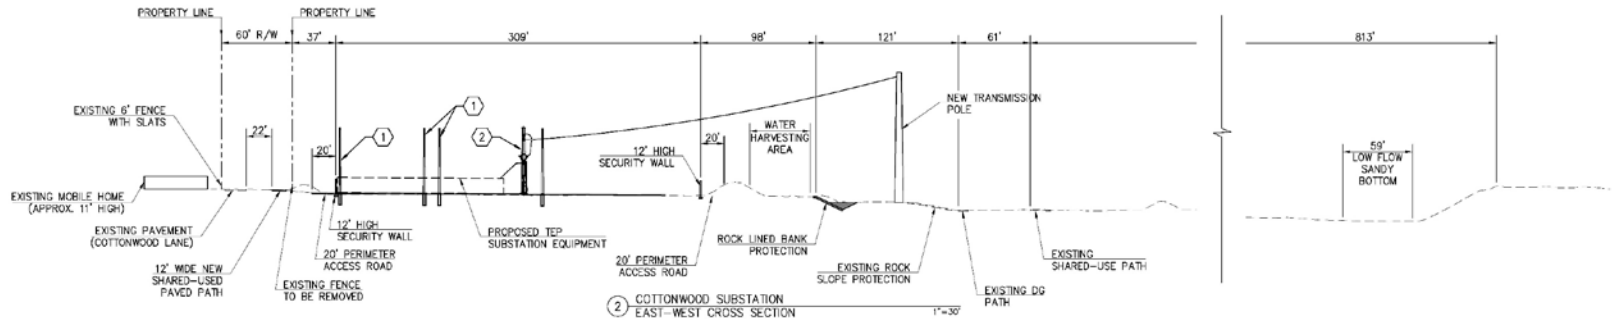 PROPERTY LINE
PROPERTY LINE
60' R/W
37'
309'
98'
121'
61'
813'
EXISTING 6' FENCE
WITH SLATS
22'
20'
1
1
2
12' HIGH
SECURITY WALL
20'
WATER
HARVESTING
AREA
NEW TRANSMISSION
POLE
59'
LOW FLOW
SANDY
BOTTOM
EXISTING MOBILE HOME
(APPROX. 11' HIGH)
EXISTING PAVEMENT
(COTTONWOOD LANE)
12' WIDE NEW
SHARED-USED
PAVED PATH
EXISTING FENCE
TO BE REMOVED
20' PERIMETER
ACCESS ROAD
12' HIGH
SECURITY WALL
PROPOSED TEP
SUBSTATION EQUIPMENT
20' PERIMETER
ACCESS ROAD
ROCK LINED BANK
PROTECTION
EXISTING ROCK
SLOPE PROTECTION
EXISTING DG
PATH
EXISTING
SHARED-USE PATH
2
COTTONWOOD SUBSTATION
EAST-WEST CROSS SECTION
1"=30'